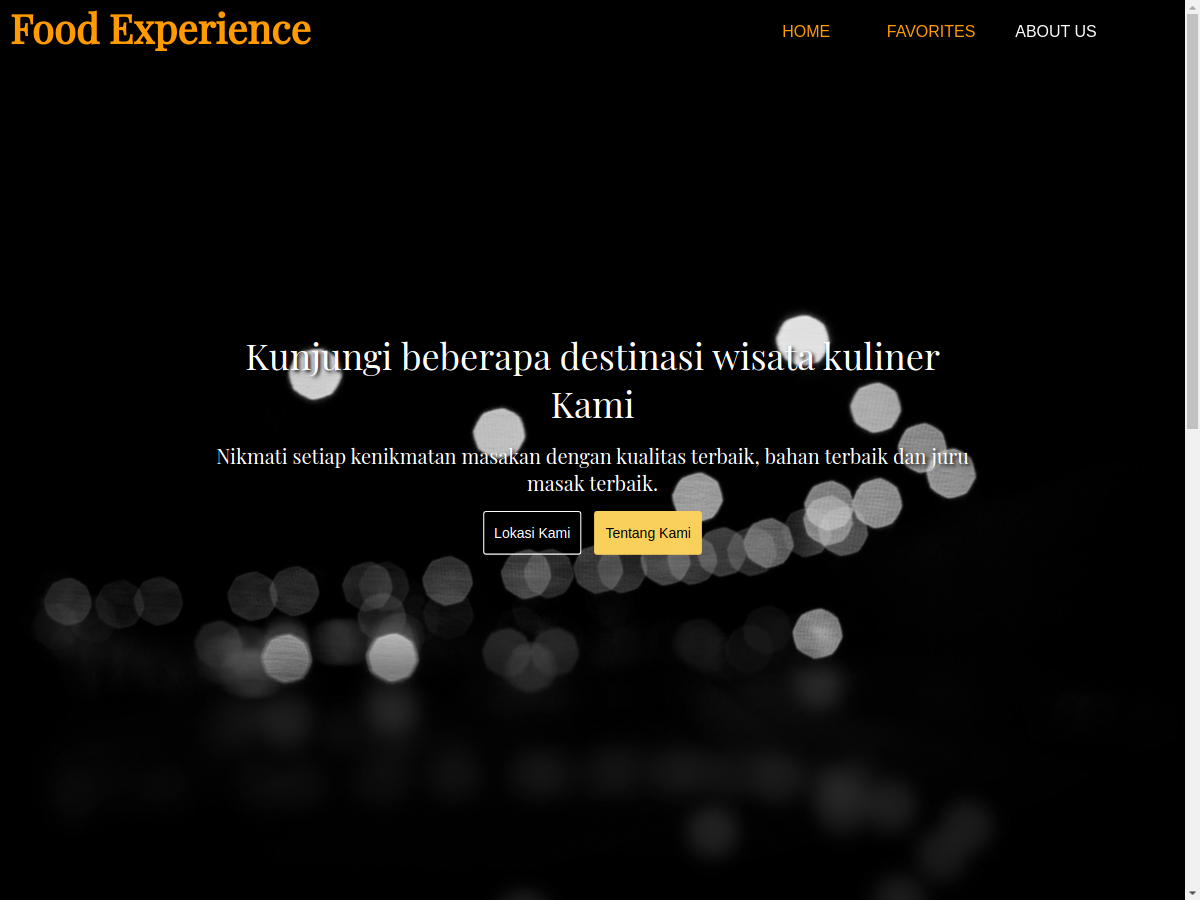 Food Experience
HOME FAVORITES ABOUT US
Kunjungi beberapa destinasi wisata kuliner
Kami
Nikmati setiap kenikmatan masakan dengan kualitas terbaik, bahan terbaik dan juru
masak terbaik.
Lokasi Kami Tentang Kami